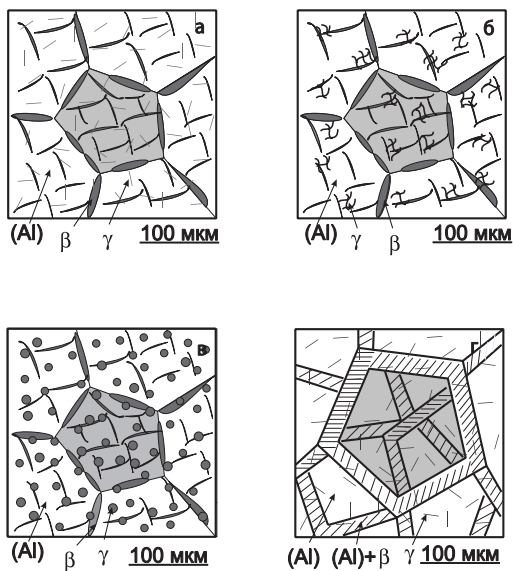 а
(Al) β γ 100 мкм
б
(Al) γ β 100 мкм
в
(Al) β γ 100 мкм
г
(Al) (Al)+ β γ 100 мкм